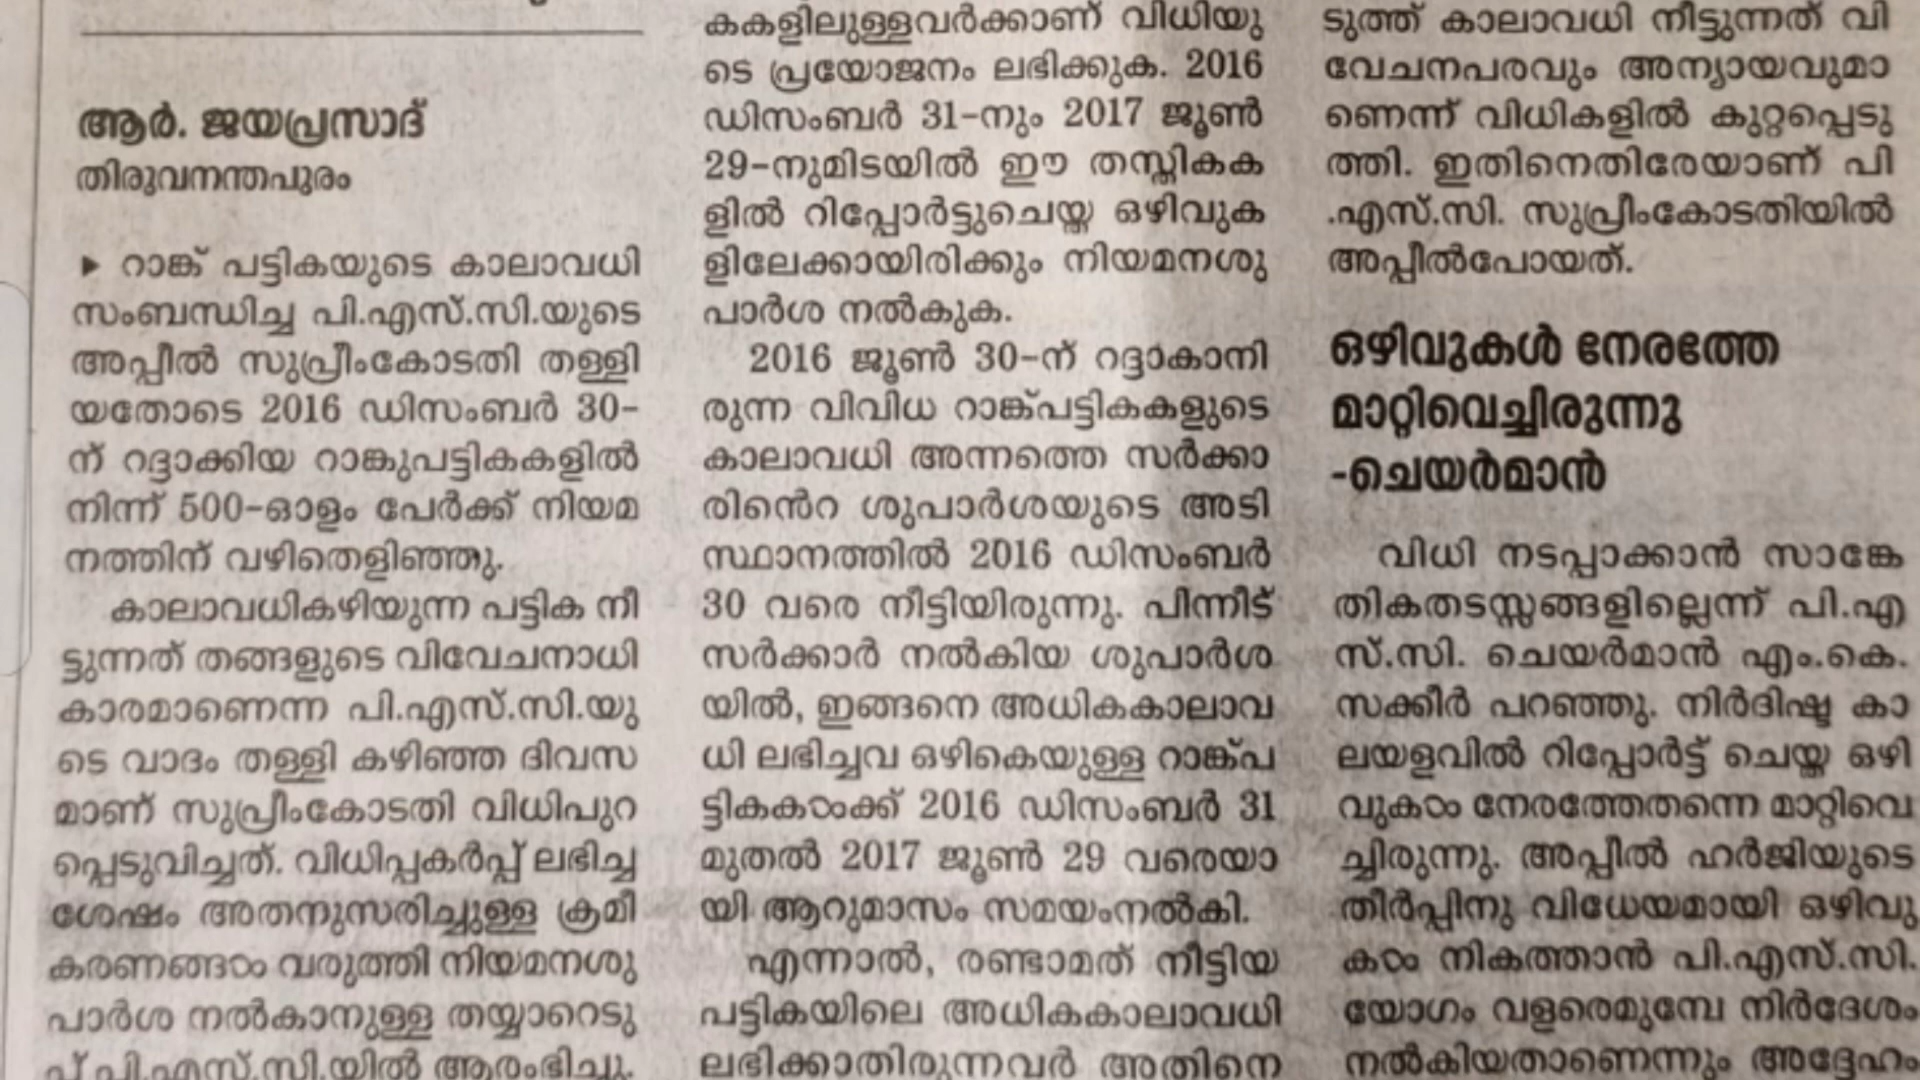 ആർ. ജയപ്രസാദ്
തിരുവനന്തപുരം
▶ റാങ്ക് പട്ടികയുടെ കാലാവധി
സംബന്ധിച്ച പി.എസ്.സി.യുടെ
അപ്പീൽ സുപ്രീംകോടതി തള്ളി
യതോടെ 2016 ഡിസംബർ 30-
ന് റദ്ദാക്കിയ റാങ്കുപട്ടികകളിൽ
നിന്ന് 500-ഓളം പേർക്ക് നിയമ
നത്തിന് വഴിതെളിഞ്ഞു.
കാലാവധികഴിയുന്ന പട്ടിക നീ
ട്ടുന്നത് തങ്ങളുടെ വിവേചനാധി
കാരമാണെന്ന പി.എസ്.സി.യു
ടെ വാദം തള്ളി കഴിഞ്ഞ ദിവസ
മാണ് സുപ്രീംകോടതി വിധിപുറ
പ്പെടുവിച്ചത്. വിധിപ്പകർപ്പ് ലഭിച്ച
ശേഷം അതനുസരിച്ചുള്ള ക്രമീ
കരണങ്ങൾ വരുത്തി നിയമനശു
പാർശ നൽകാനുള്ള തയ്യാറെടു
പ്പ് പി.എസ്.സി.യിൽ ആരംഭിച്ചു.
കകളിലുള്ളവർക്കാണ് വിധിയു
ടെ പ്രയോജനം ലഭിക്കുക. 2016
ഡിസംബർ 31-നും 2017 ജൂൺ
29-നുമിടയിൽ ഈ തസ്തികക
ളിൽ റിപ്പോർട്ടുചെയ്ത ഒഴിവുക
ളിലേക്കായിരിക്കും നിയമനശു
പാർശ നൽകുക.
2016 ജൂൺ 30-ന് റദ്ദാകാനി
രുന്ന വിവിധ റാങ്ക്പട്ടികകളുടെ
കാലാവധി അന്നത്തെ സർക്കാ
രിൻെറ ശുപാർശയുടെ അടി
സ്ഥാനത്തിൽ 2016 ഡിസംബർ
30 വരെ നീട്ടിയിരുന്നു. പിന്നീട്
സർക്കാർ നൽകിയ ശുപാർശ
യിൽ, ഇങ്ങനെ അധികകാലാവ
ധി ലഭിച്ചവ ഒഴികെയുള്ള റാങ്ക്പ
ട്ടികകൾക്ക് 2016 ഡിസംബർ 31
മുതൽ 2017 ജൂൺ 29 വരെയാ
യി ആറുമാസം സമയംനൽകി.
എന്നാൽ, രണ്ടാമത് നീട്ടിയ
പട്ടികയിലെ അധികകാലാവധി
ലഭിക്കാതിരുന്നവർ അതിനെ
ടുത്ത് കാലാവധി നീട്ടുന്നത് വി
വേചനപരവും അന്യായവുമാ
ണെന്ന് വിധികളിൽ കുറ്റപ്പെടു
ത്തി. ഇതിനെതിരേയാണ് പി
.എസ്.സി. സുപ്രീംകോടതിയിൽ
അപ്പീൽപോയത്.
ഒഴിവുകൾ നേരത്തേ
മാറ്റിവെച്ചിരുന്നു
-ചെയർമാൻ
വിധി നടപ്പാക്കാൻ സാങ്കേ
തികതടസ്സങ്ങളില്ലെന്ന് പി.എ
സ്.സി. ചെയർമാൻ എം.കെ.
സക്കീർ പറഞ്ഞു. നിർദിഷ്ട കാ
ലയളവിൽ റിപ്പോർട്ട് ചെയ്ത ഒഴി
വുകൾ നേരത്തേതന്നെ മാറ്റിവെ
ച്ചിരുന്നു. അപ്പീൽ ഹർജിയുടെ
തീർപ്പിനു വിധേയമായി ഒഴിവു
കൾ നികത്താൻ പി.എസ്.സി.
യോഗം വളരെമുമ്പേ നിർദേശം
നൽകിയതാണെന്നും അദ്ദേഹം